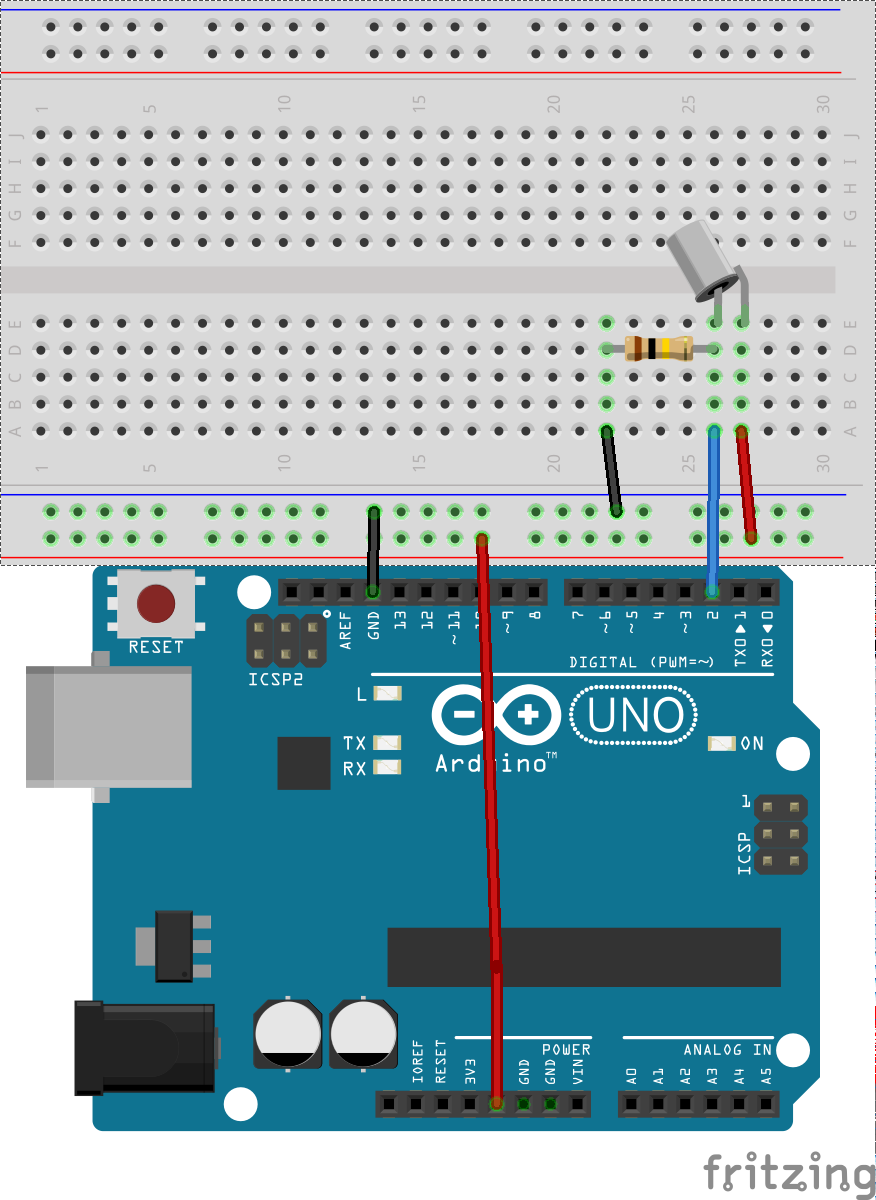 1 5 10 15 20 25 30
J J
I I
H H
G G
F F
E E
D D
C C
B B
A A
1 5 10 15 20 25 30
AREF GND 13 12 ~11 ~9 8 7 ~6 ~5 4 ~3 2 TX0▶1 RX0◀0
RESET
ICSP2
DIGITAL (PWM=~)
L
UNO
TX
ON
RX
Arduino™
1
ICSP
POWER
ANALOG IN
IOREF RESET 3V3 GND GND VIN A0 A1 A2 A3 A4 A5
fritzing